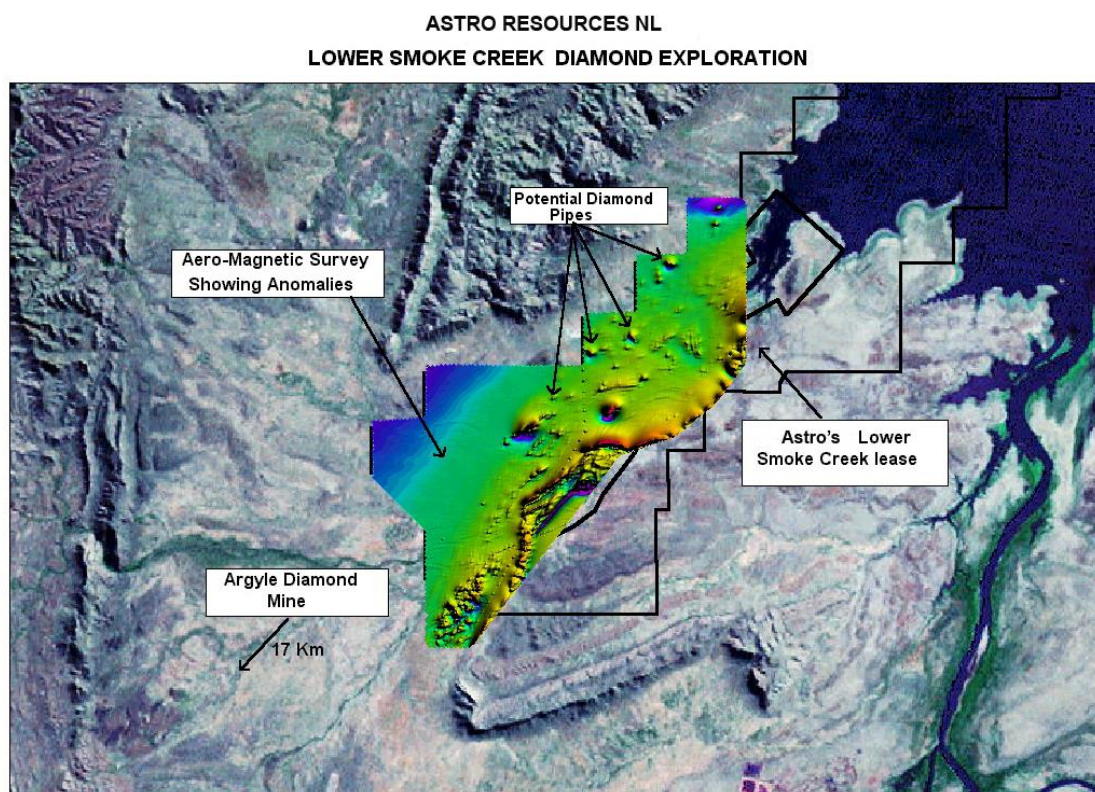 ASTRO RESOURCES NL
LOWER SMOKE CREEK DIAMOND EXPLORATION
Potential Diamond
Pipes
Aero-Magnetic Survey
Showing Anomalies
Astro's Lower
Smoke Creek lease
Argyle Diamond
Mine
17 Km